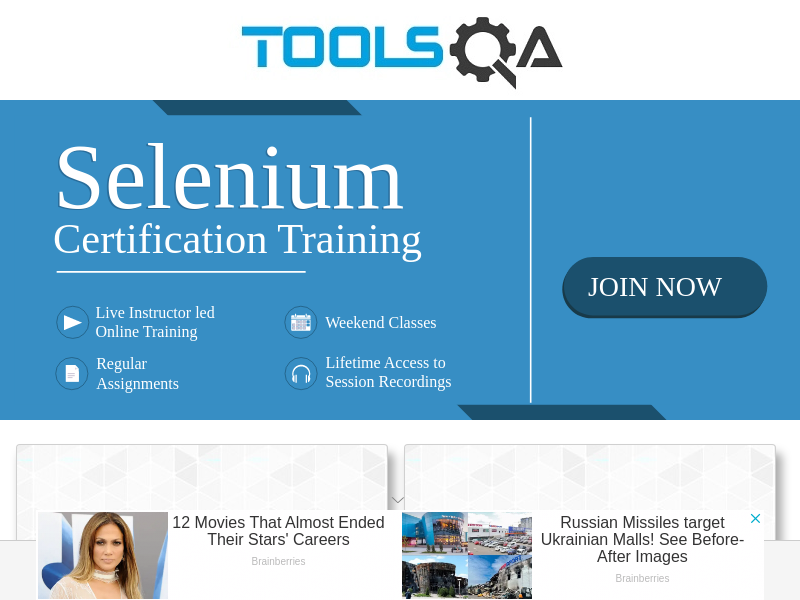 TOOLSQA
Selenium
Certification Training
JOIN NOW
Live Instructor led
Online Training
Weekend Classes
Regular
Assignments
Lifetime Access to
Session Recordings
12 Movies That Almost Ended
Their Stars' Careers
Brainberries
Russian Missiles target
Ukrainian Malls! See Before-
After Images
Brainberries